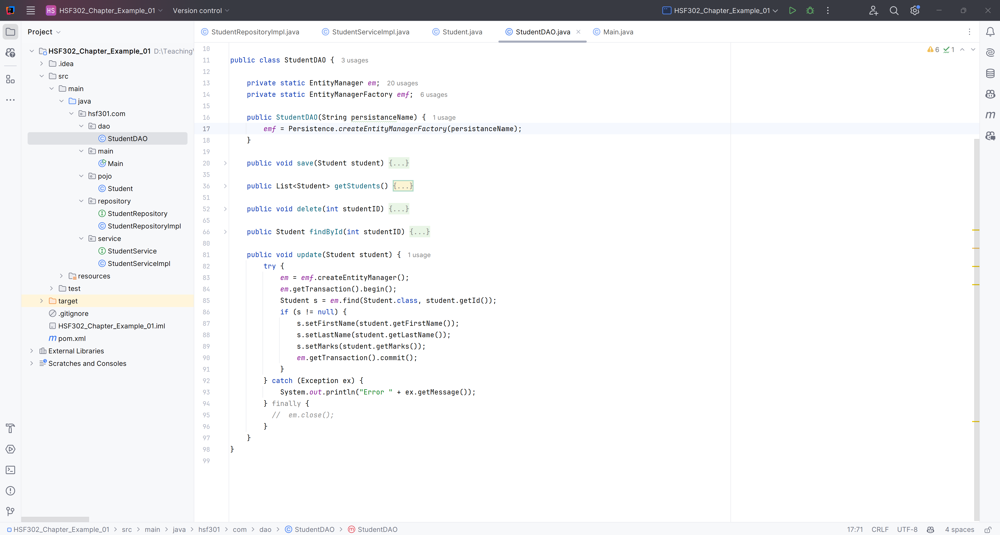 HS HSF302_Chapter_Example_01 Version control HSF302_Chapter_Example_01
Project
HSF302_Chapter_Example_01 D:\Teaching\
.idea
src
main
java
hsf301.com
dao
StudentDAO
main
Main
pojo
Student
repository
StudentRepository
StudentRepositoryImpl
service
StudentService
StudentServiceImpl
resources
test
target
.gitignore
HSF302_Chapter_Example_01.iml
pom.xml
External Libraries
Scratches and Consoles
StudentRepositoryImpl.java StudentServiceImpl.java Student.java StudentDAO.java Main.java
6 1
10
11 public class StudentDAO { 3 usages
12
13 private static EntityManager em; 20 usages
14 private static EntityManagerFactory emf; 6 usages
15
16 public StudentDAO(String persistanceName) { 1 usage
17 emf = Persistence.createEntityManagerFactory(persistanceName);
18 }
19
20 public void save(Student student) {...}
35
36 public List<Student> getStudents() {...}
51
52 public void delete(int studentID) {...}
65
66 public Student findById(int studentID) {...}
80
81 public void update(Student student) { 1 usage
82 try {
83 em = emf.createEntityManager();
84 em.getTransaction().begin();
85 Student s = em.find(Student.class, student.getId());
86 if (s != null) {
87 s.setFirstName(student.getFirstName());
88 s.setLastName(student.getLastName());
89 s.setMarks(student.getMarks());
90 em.getTransaction().commit();
91 }
92 } catch (Exception ex) {
93 System.out.println("Error " + ex.getMessage());
94 } finally {
95 // em.close();
96 }
97 }
98 }
99
HSF302_Chapter_Example_01 > src > main > java > hsf301 > com > dao > StudentDAO > StudentDAO 17:71 CRLF UTF-8 4 spaces